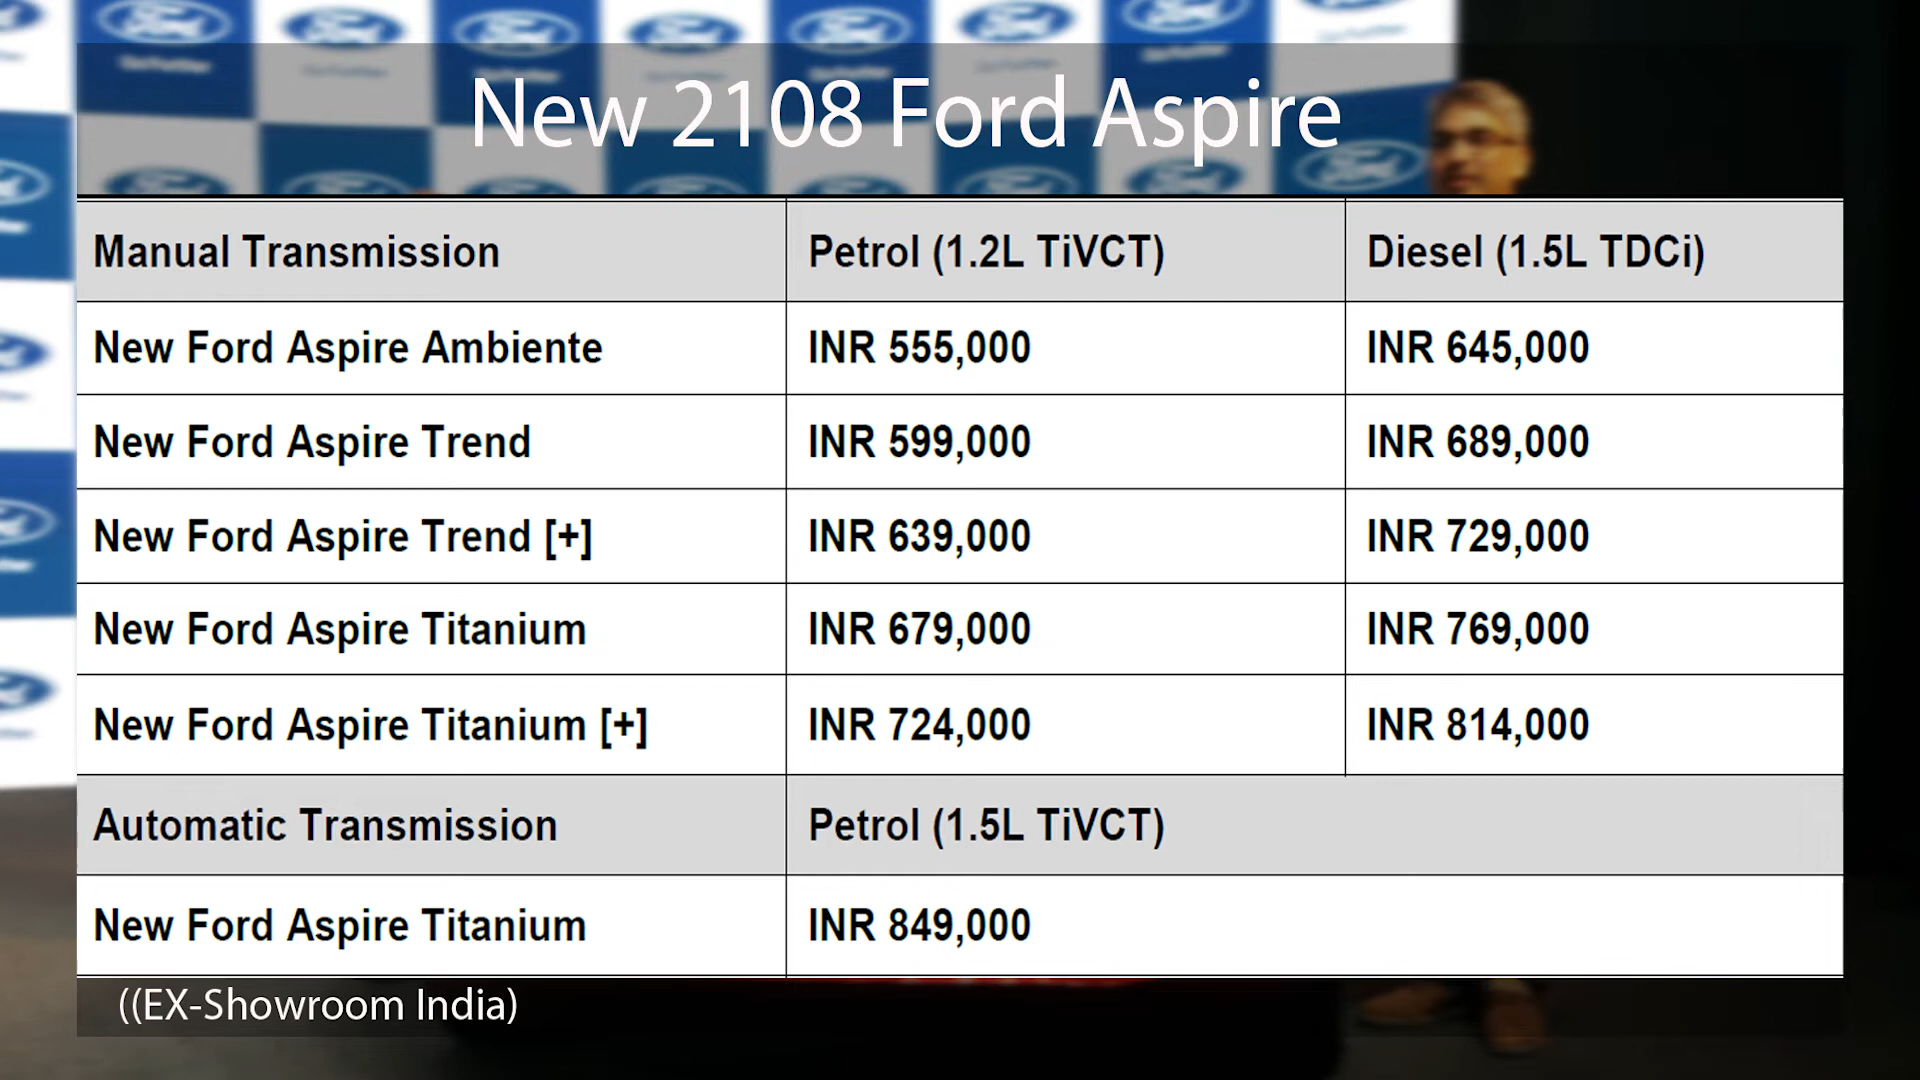 New 2108 Ford Aspire
Manual Transmission Petrol (1.2L TiVCT) Diesel (1.5L TDCi)
New Ford Aspire Ambiente INR 555,000 INR 645,000
New Ford Aspire Trend INR 599,000 INR 689,000
New Ford Aspire Trend [+] INR 639,000 INR 729,000
New Ford Aspire Titanium INR 679,000 INR 769,000
New Ford Aspire Titanium [+] INR 724,000 INR 814,000
Automatic Transmission Petrol (1.5L TiVCT)
New Ford Aspire Titanium INR 849,000
((EX-Showroom India)